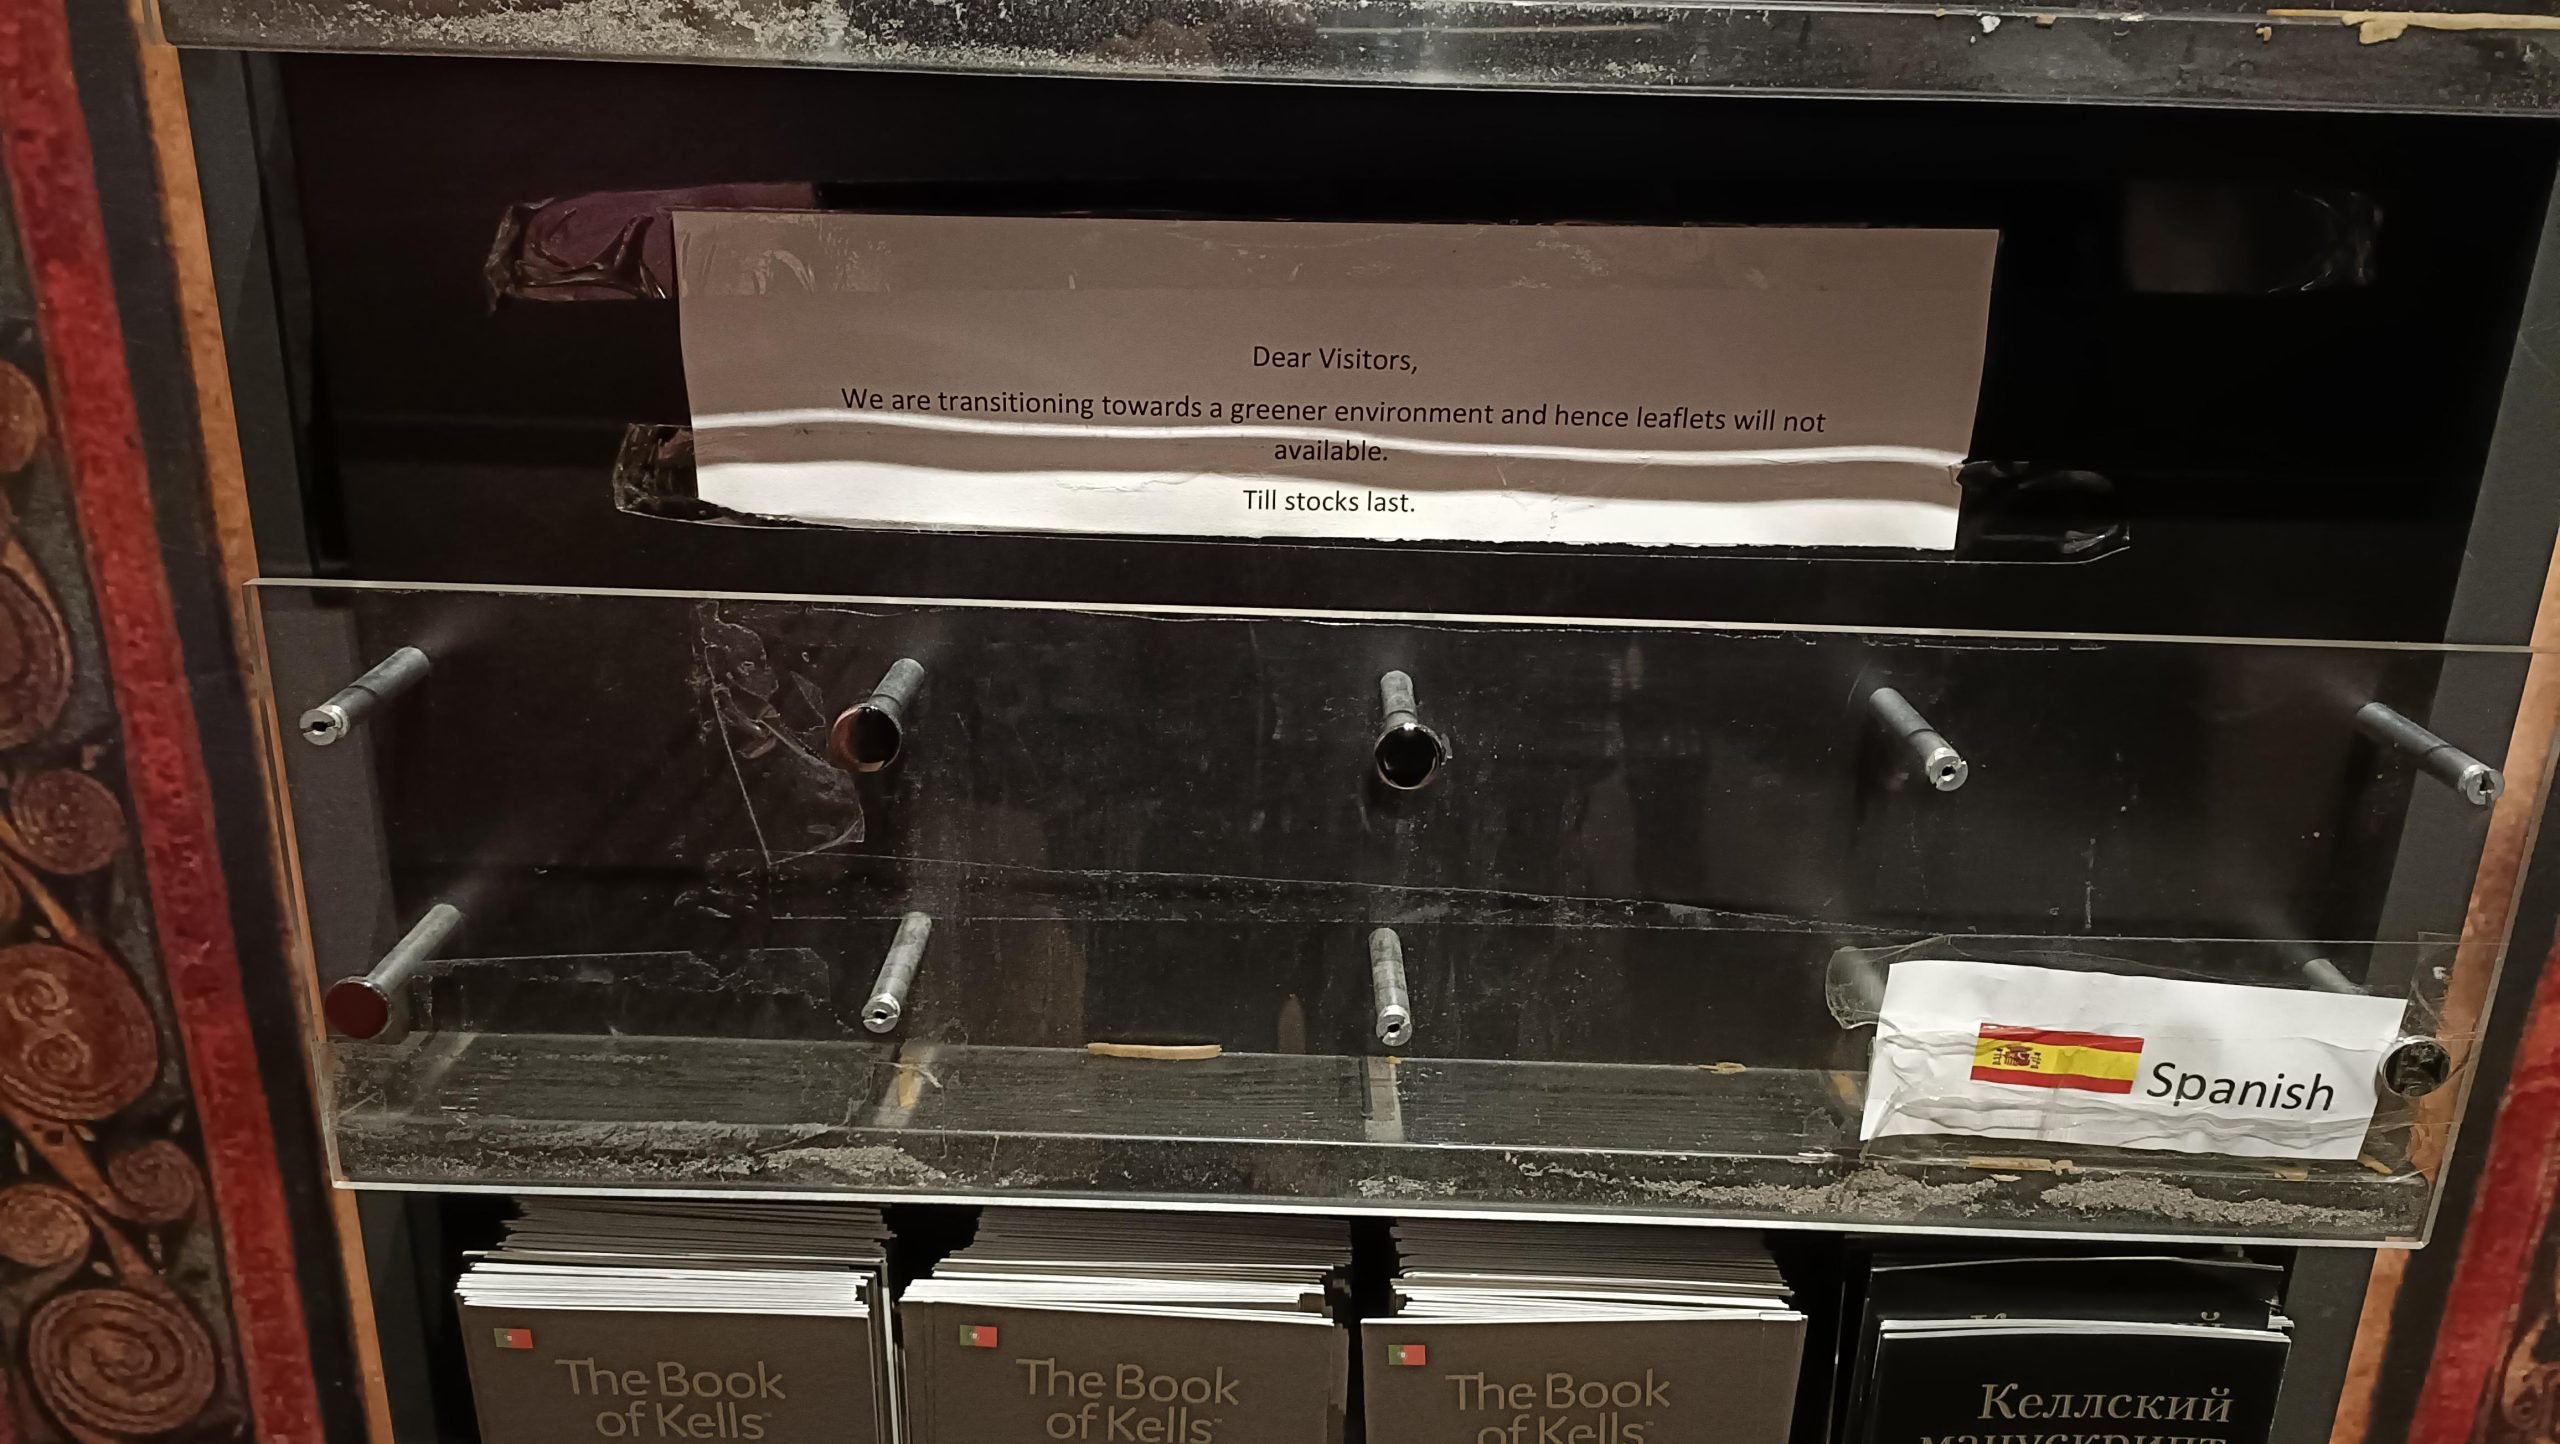 Dear Visitors,
We are transitioning towards a greener environment and hence leaflets will not
available.
Till stocks last.
Spanish
The Book
of Kells
The Book
of Kells
The Book
of Kells
Келлский
манускрипт